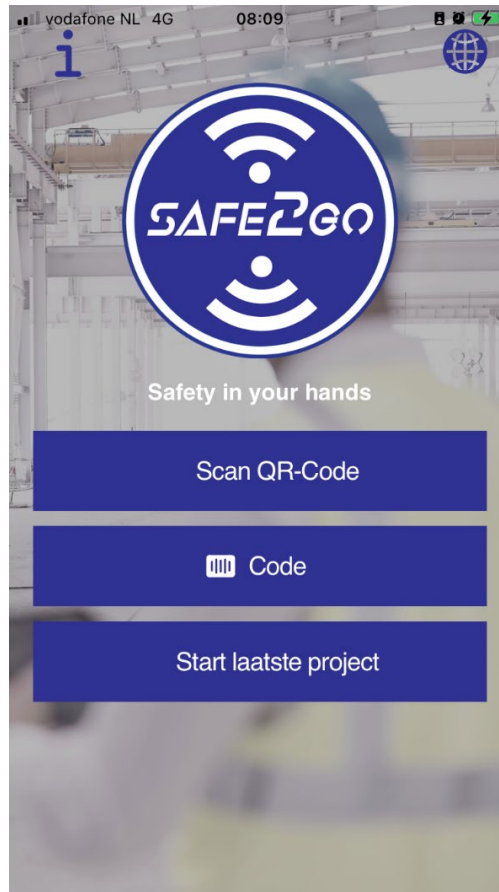 vodafone NL 4G 08:09
i
SAFE2GO
Safety in your hands
Scan QR-Code
Code
Start laatste project